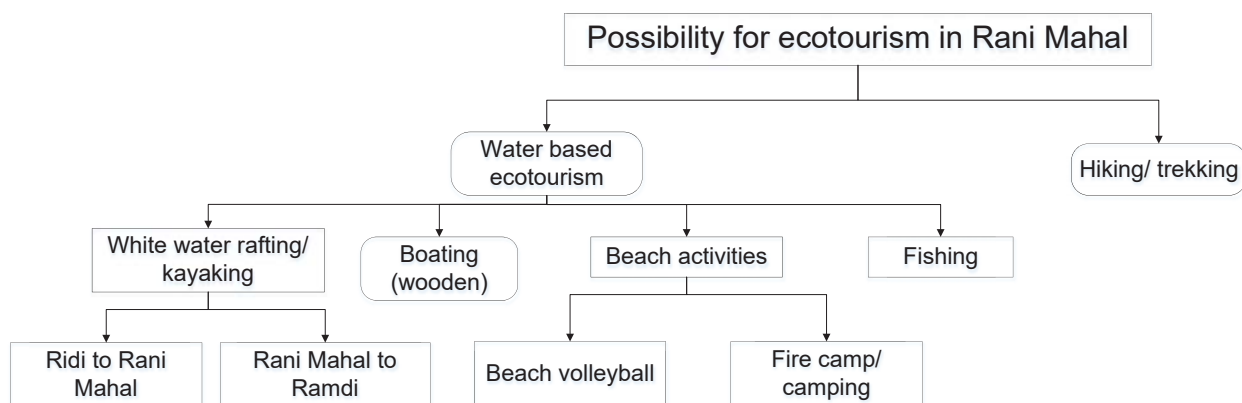 Possibility for ecotourism in Rani Mahal
Water based
ecotourism
Hiking/ trekking
White water rafting/
kayaking
Boating
(wooden)
Beach activities
Fishing
Ridi to Rani
Mahal
Rani Mahal to
Ramdi
Beach volleyball
Fire camp/
camping